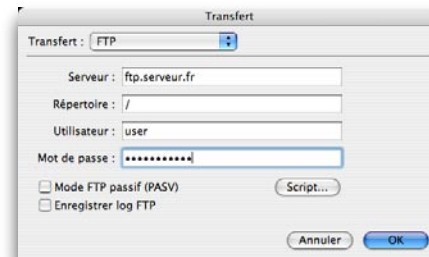 Transfert
Transfert : FTP
Serveur : ftp.serveur.fr
Répertoire : /
Utilisateur : user
Mot de passe : •••••••••••
Mode FTP passif (PASV) Script...
Enregistrer log FTP
Annuler OK